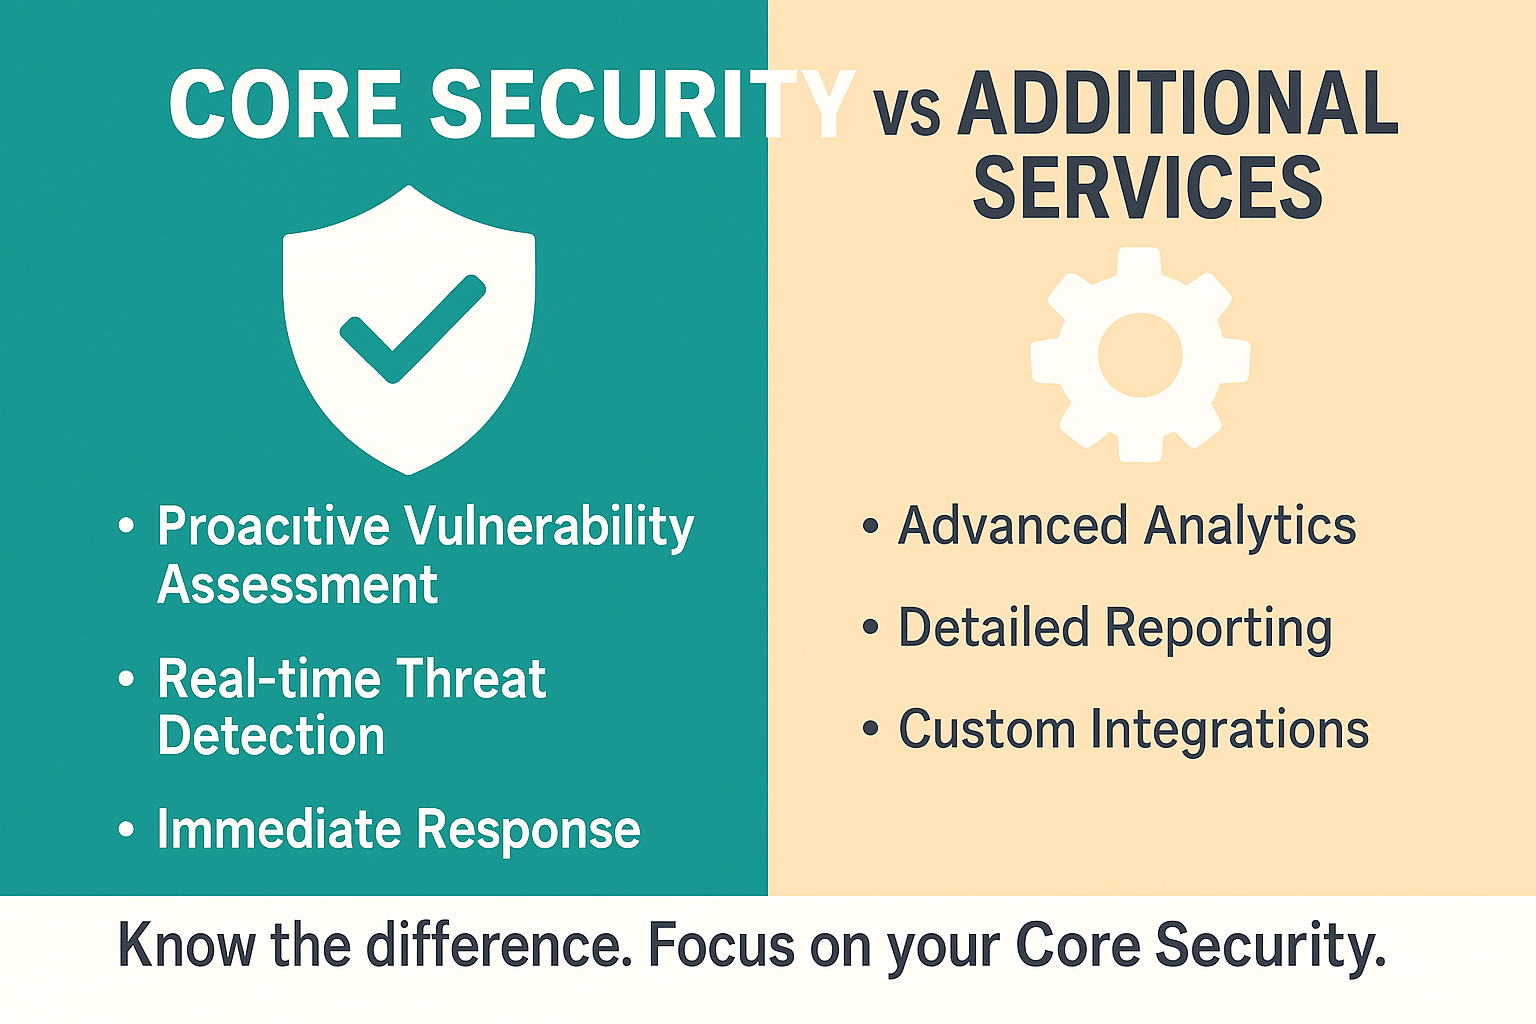 CORE SECURITY vs ADDITIONAL
SERVICES
• Proacıtive Vulnerability
Assessment
• Real-time Threat
Detection
• Immediate Response
• Advanced Analytics
• Detailed Reporting
• Custom Integrations
Know the difference. Focus on your Core Security.